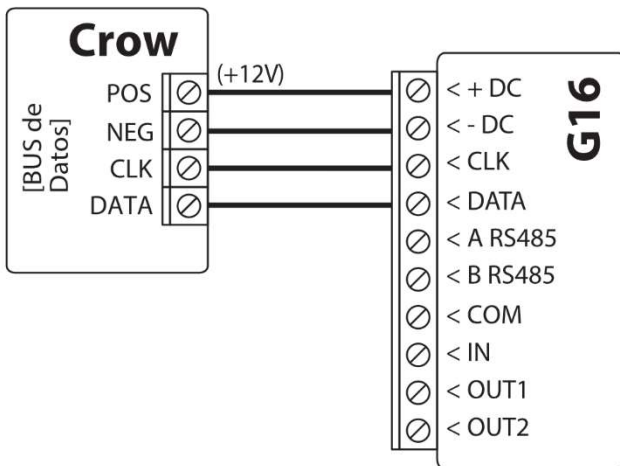 Crow
[BUS de
Datos]
POS
NEG
CLK
DATA
(+12V)
G16
< + DC
< - DC
< CLK
< DATA
< A RS485
< B RS485
< COM
< IN
< OUT1
< OUT2